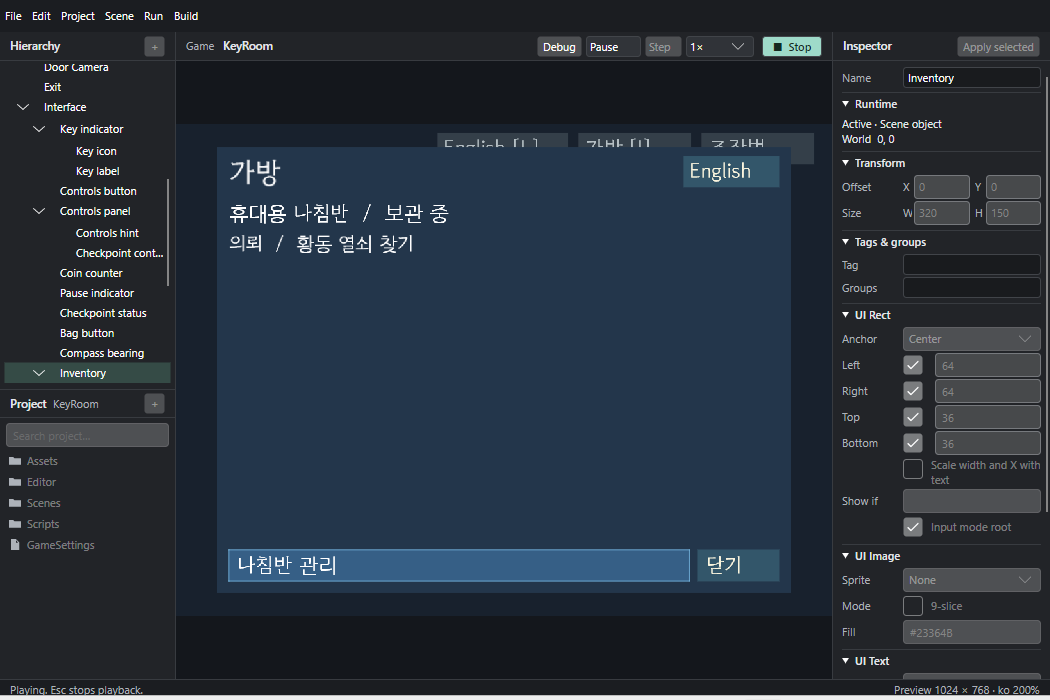 File Edit Project Scene Run Build
Hierarchy +
Game KeyRoom
Debug Pause Step 1× Stop
Inspector Apply selected
Door Camera
Exit
Interface
Key indicator
Key icon
Key label
Controls button
Controls panel
Controls hint
Checkpoint cont...
Coin counter
Pause indicator
Checkpoint status
Bag button
Compass bearing
Inventory
Project KeyRoom +
Search project...
Assets
Editor
Scenes
Scripts
GameSettings
English [L] 가방 [I] 조작법
가방 English
휴대용 나침반 / 보관 중
의뢰 / 황동 열쇠 찾기
나침반 관리 닫기
Name Inventory
Runtime
Active · Scene object
World 0, 0
Transform
Offset X 0 Y 0
Size W 320 H 150
Tags & groups
Tag
Groups
UI Rect
Anchor Center
Left 64
Right 64
Top 36
Bottom 36
Scale width and X with
text
Show if
Input mode root
UI Image
Sprite None
Mode 9-slice
Fill #23364B
UI Text
Playing. Esc stops playback.
Preview 1024 × 768 · ko 200%